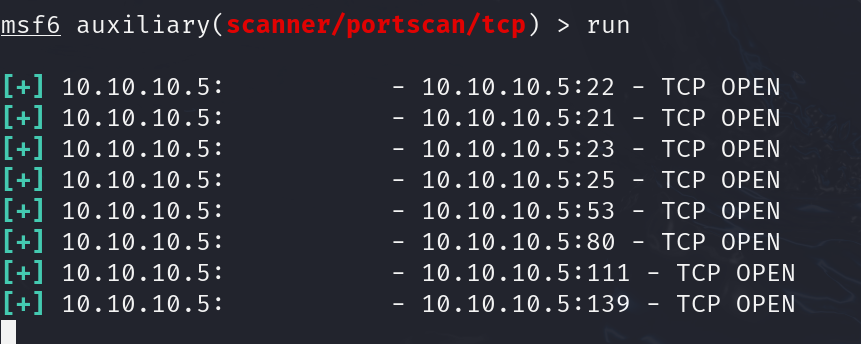 msf6 auxiliary(scanner/portscan/tcp) > run
[+] 10.10.10.5: - 10.10.10.5:22 - TCP OPEN
[+] 10.10.10.5: - 10.10.10.5:21 - TCP OPEN
[+] 10.10.10.5: - 10.10.10.5:23 - TCP OPEN
[+] 10.10.10.5: - 10.10.10.5:25 - TCP OPEN
[+] 10.10.10.5: - 10.10.10.5:53 - TCP OPEN
[+] 10.10.10.5: - 10.10.10.5:80 - TCP OPEN
[+] 10.10.10.5: - 10.10.10.5:111 - TCP OPEN
[+] 10.10.10.5: - 10.10.10.5:139 - TCP OPEN